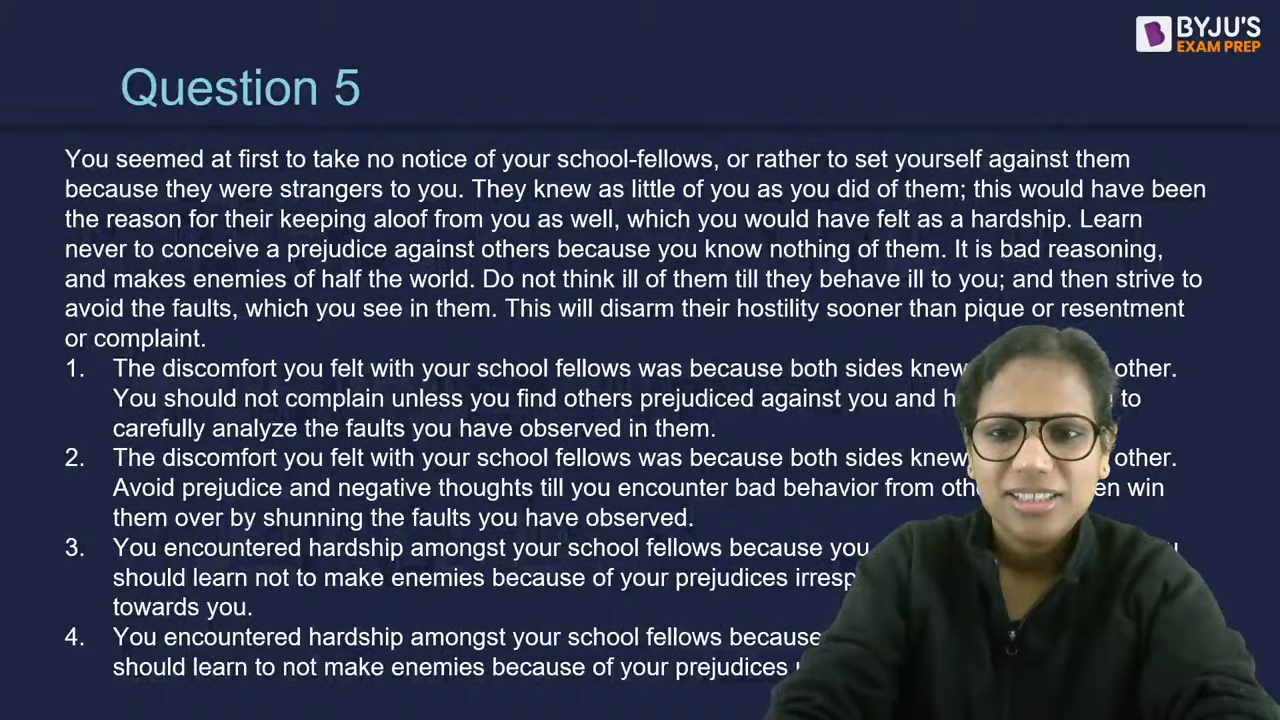 BYJU'S
EXAM PREP
Question 5
You seemed at first to take no notice of your school-fellows, or rather to set yourself against them
because they were strangers to you. They knew as little of you as you did of them; this would have been
the reason for their keeping aloof from you as well, which you would have felt as a hardship. Learn
never to conceive a prejudice against others because you know nothing of them. It is bad reasoning,
and makes enemies of half the world. Do not think ill of them till they behave ill to you; and then strive to
avoid the faults, which you see in them. This will disarm their hostility sooner than pique or resentment
or complaint.
1. The discomfort you felt with your school fellows was because both sides knew other.
You should not complain unless you find others prejudiced against you and to
carefully analyze the faults you have observed in them.
2. The discomfort you felt with your school fellows was because both sides knew other.
Avoid prejudice and negative thoughts till you encounter bad behavior from win
them over by shunning the faults you have observed.
3. You encountered hardship amongst your school fellows because you
should learn not to make enemies because of your prejudices
towards you.
4. You encountered hardship amongst your school fellows because
should learn to not make enemies because of your prejudices